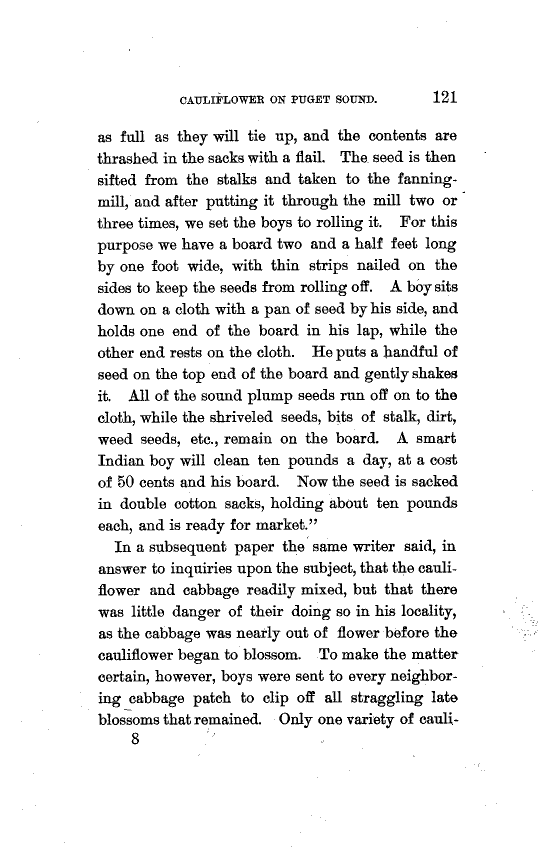 CAULIFLOWER ON PUGET SOUND. 121
as full as they will tie up, and the contents are
thrashed in the sacks with a flail. The seed is then
sifted from the stalks and taken to the fanning-
mill, and after putting it through the mill two or
three times, we set the boys to rolling it. For this
purpose we have a board two and a half feet long
by one foot wide, with thin strips nailed on the
sides to keep the seeds from rolling off. A boy sits
down on a cloth with a pan of seed by his side, and
holds one end of the board in his lap, while the
other end rests on the cloth. He puts a handful of
seed on the top end of the board and gently shakes
it. All of the sound plump seeds run off on to the
cloth, while the shriveled seeds, bits of stalk, dirt,
weed seeds, etc., remain on the board. A smart
Indian boy will clean ten pounds a day, at a cost
of 50 cents and his board. Now the seed is sacked
in double cotton sacks, holding about ten pounds
each, and is ready for market.”
In a subsequent paper the same writer said, in
answer to inquiries upon the subject, that the cauli-
flower and cabbage readily mixed, but that there
was little danger of their doing so in his locality,
as the cabbage was nearly out of flower before the
cauliflower began to blossom. To make the matter
certain, however, boys were sent to every neighbor-
ing cabbage patch to clip off all straggling late
blossoms that remained. Only one variety of cauli-
8